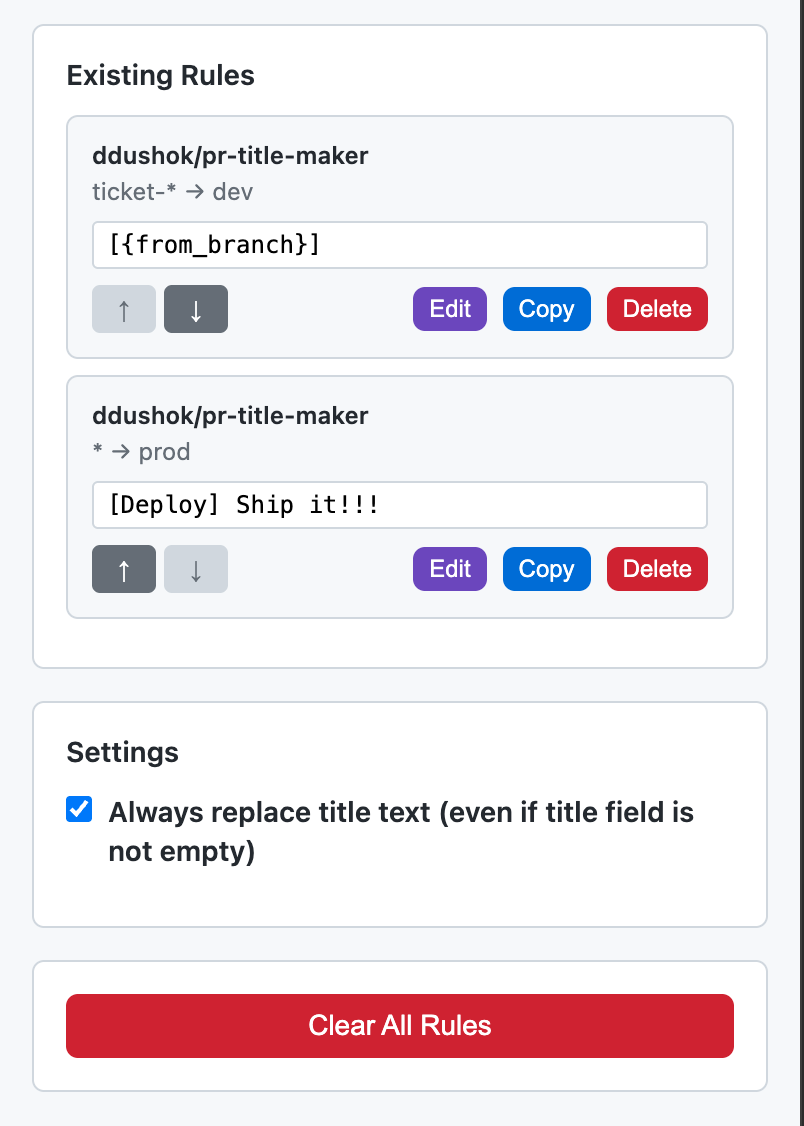 Existing Rules
ddushok/pr-title-maker
ticket-* → dev
[{from_branch}]
↑ ↓ Edit Copy Delete
ddushok/pr-title-maker
* → prod
[Deploy] Ship it!!!
↑ ↓ Edit Copy Delete
Settings
Always replace title text (even if title field is
not empty)
Clear All Rules